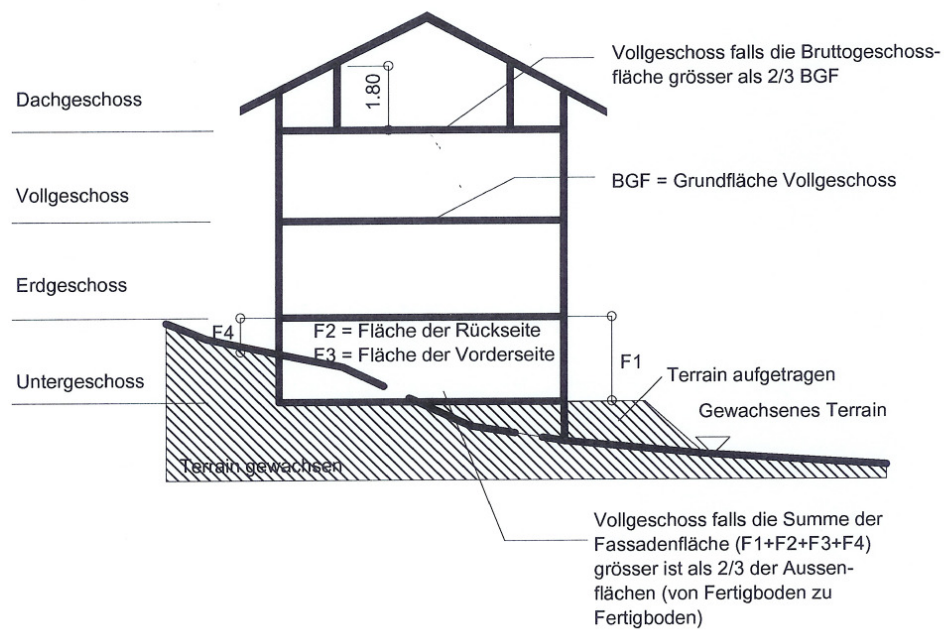 Vollgeschoss falls die Bruttogeschoss-
fläche grösser als 2/3 BGF
Dachgeschoss
1.80
Vollgeschoss
BGF = Grundfläche Vollgeschoss
Erdgeschoss
F4
F2 = Fläche der Rückseite
F3 = Fläche der Vorderseite
F1
Untergeschoss
Terrain aufgetragen
Gewachsenes Terrain
Terrain gewachsen
Vollgeschoss falls die Summe der
Fassadenfläche (F1+F2+F3+F4)
grösser ist als 2/3 der Aussen-
flächen (von Fertigboden zu
Fertigboden)